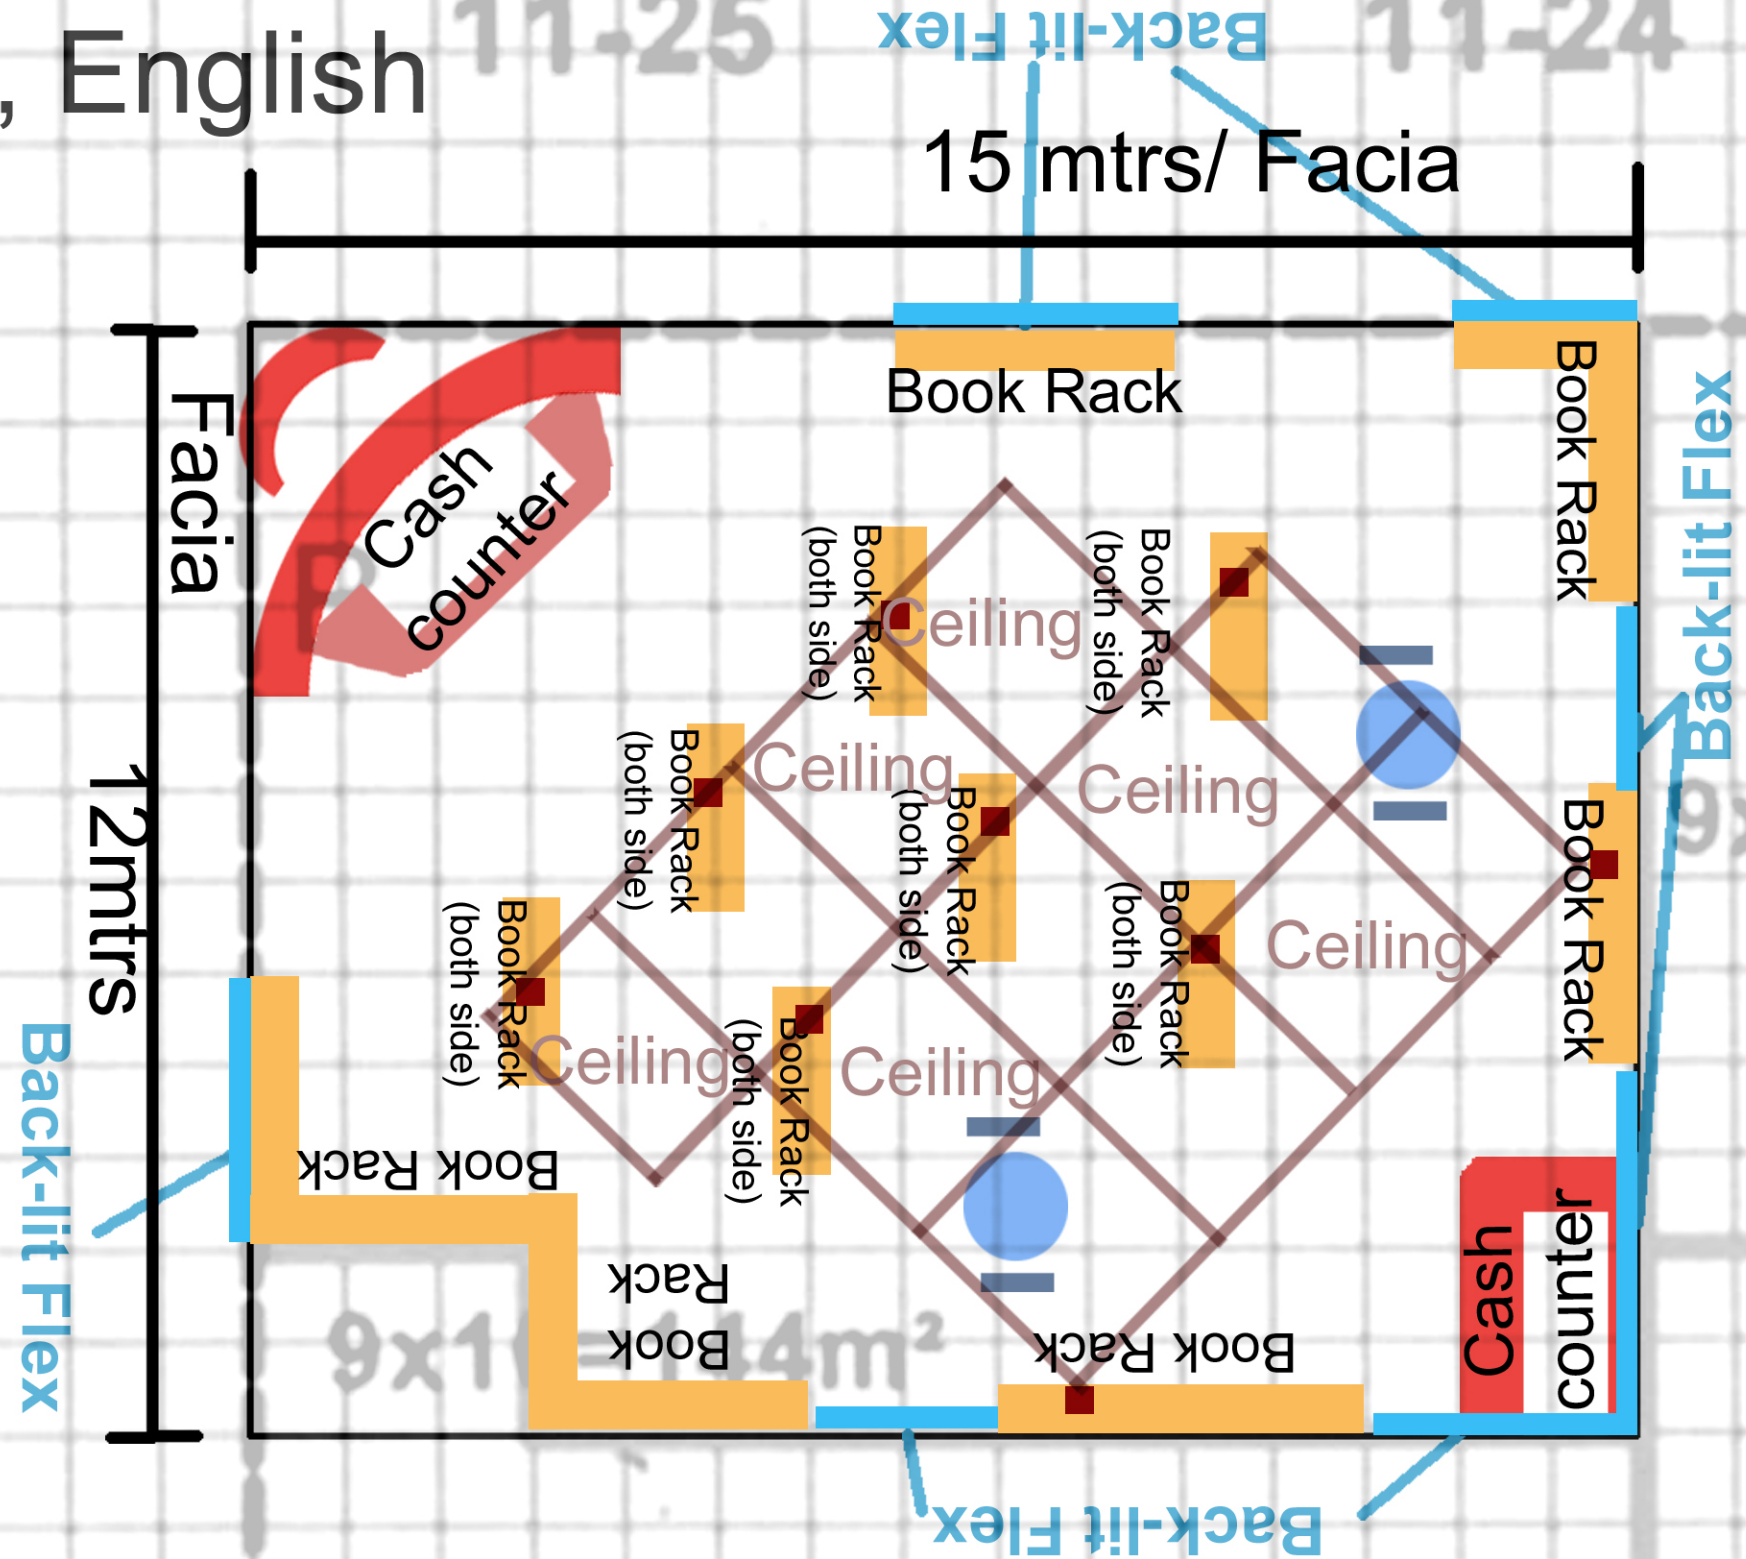 11-25
Back-lit Flex
11-24
, English
15 mtrs/ Facia
Facia
12mtrs
Cash
counter
Book Rack
Book Rack
Back-lit Flex
Book Rack
(both side)
Ceiling
Book Rack
(both side)
Book Rack
(both side)
Ceiling
Book Rack
(both side)
Ceiling
Book Rack
Book Rack
(both side)
Ceiling
Book Rack
(both side)
Ceiling
Book Rack
(both side)
Ceiling
Back-lit Flex
Book Rack
Book
Rack
=144m²
Book Rack
Cash
counter
Back-lit Flex